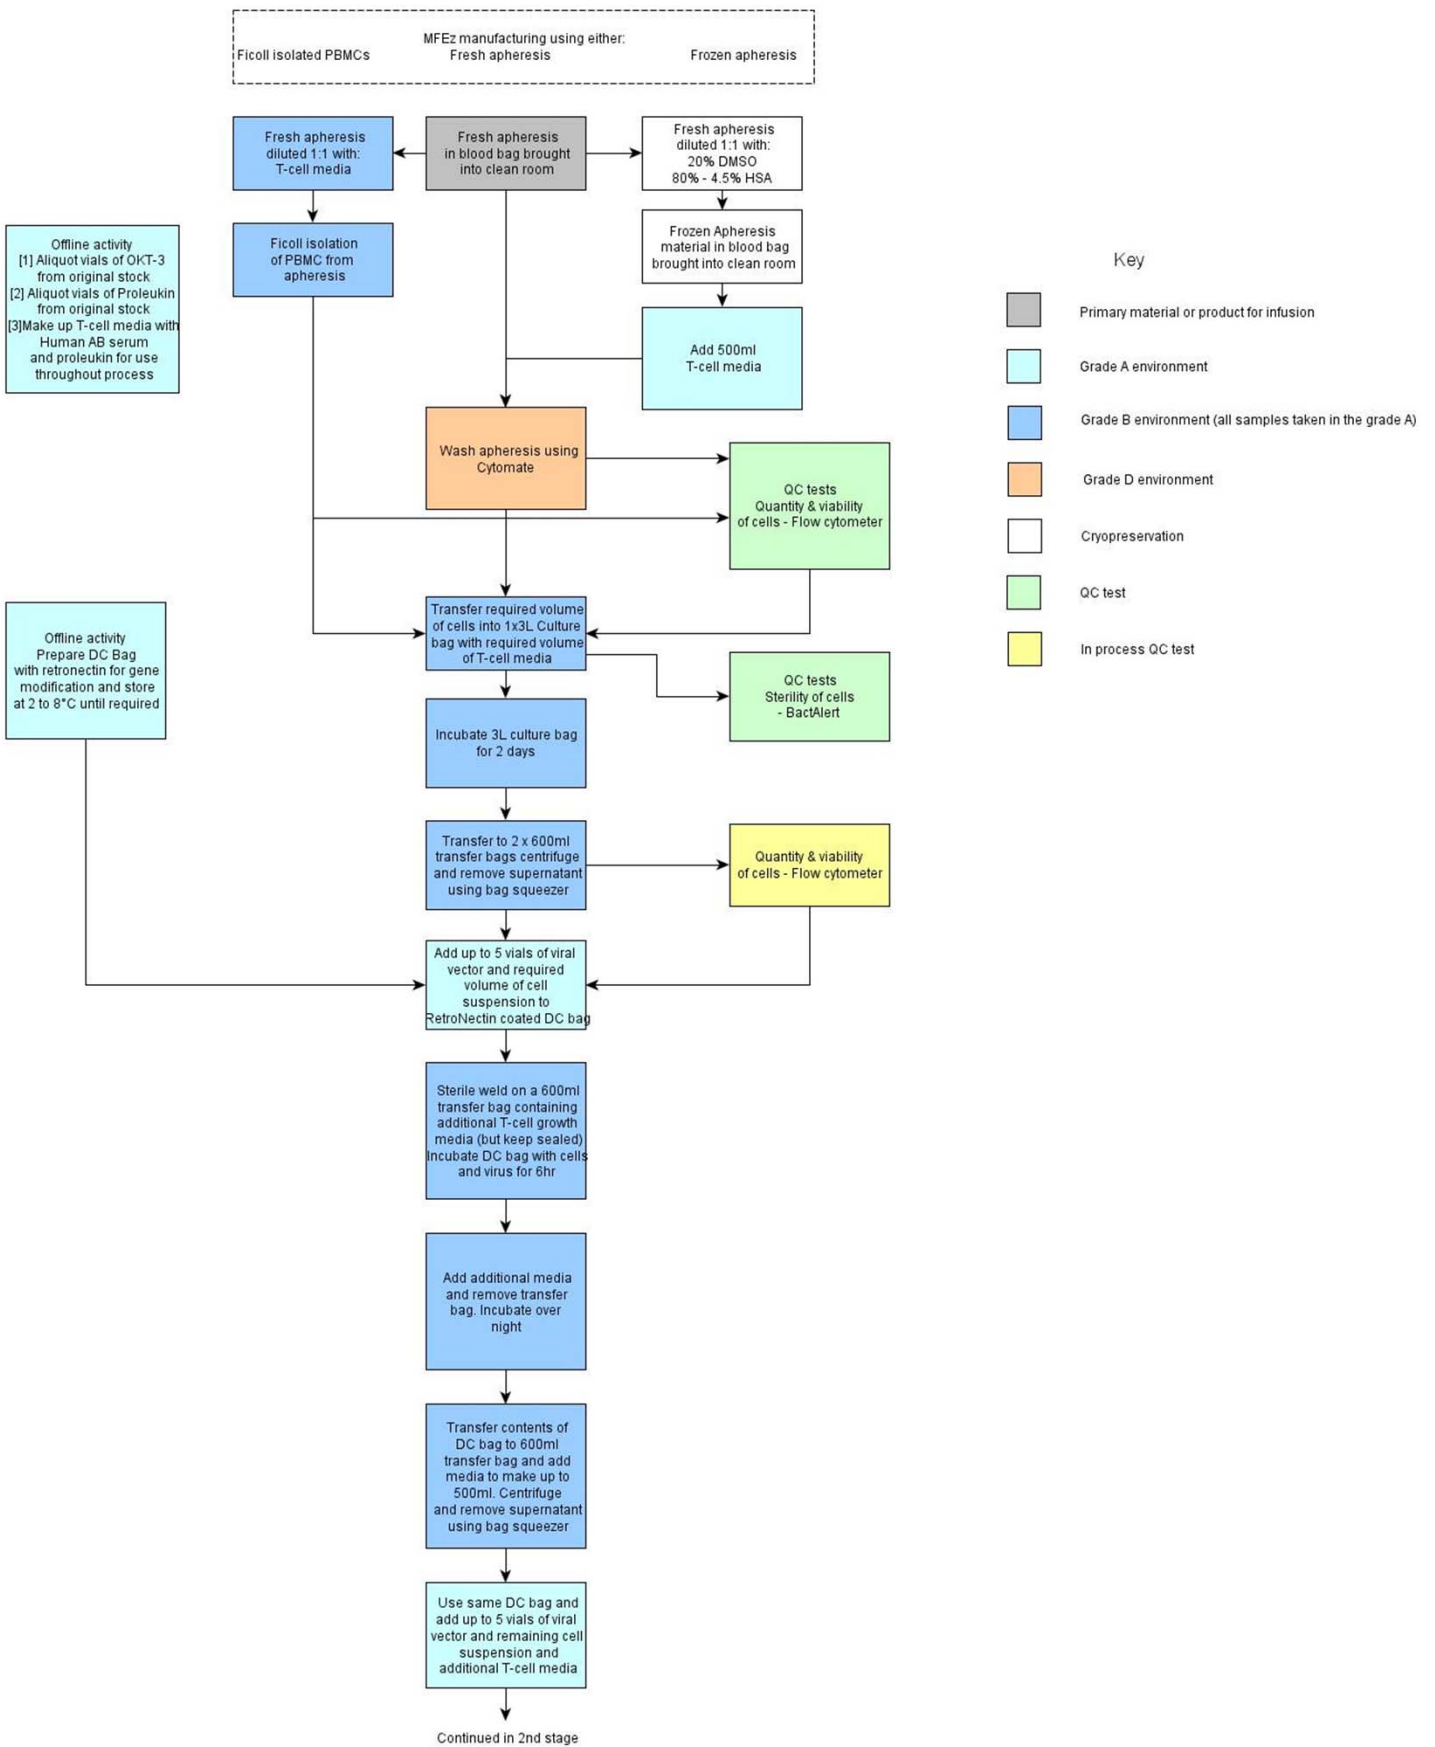 MFEz manufacturing using either:
Ficoll isolated PBMCs
Fresh apheresis
Frozen apheresis
Fresh apheresis
diluted 1:1 with:
T-cell media
Fresh apheresis
in blood bag brought
into clean room
Fresh apheresis
diluted 1:1 with:
20% DMSO
80% - 4.5% HSA
Ficoll isolation
of PBMC from
apheresis
Frozen Apheresis
material in blood bag
brought into clean room
Offline activity
[1] Aliquot vials of OKT-3
from original stock
[2] Aliquot vials of Proleukin
from original stock
[3]Make up T-cell media with
Human AB serum
and proleukin for use
throughout process
Add 500ml
T-cell media
Wash apheresis using
Cytomate
QC tests
Quantity & viability
of cells - Flow cytometer
Transfer required volume
of cells into 1x3L Culture
bag with required volume
of T-cell media
Offline activity
Prepare DC Bag
with retronectin for gene
modification and store
at 2 to 8°C until required
QC tests
Sterility of cells
- BactAlert
Incubate 3L culture bag
for 2 days
Transfer to 2 x 600ml
transfer bags centrifuge
and remove supernatant
using bag squeezer
Quantity & viability
of cells - Flow cytometer
Add up to 5 vials of viral
vector and required
volume of cell
suspension to
RetroNectin coated DC bag
Sterile weld on a 600ml
transfer bag containing
additional T-cell growth
media (but keep sealed)
Incubate DC bag with cells
and virus for 6hr
Add additional media
and remove transfer
bag. Incubate over
night
Transfer contents of
DC bag to 600ml
transfer bag and add
media to make up to
500ml. Centrifuge
and remove supernatant
using bag squeezer
Use same DC bag and
add up to 5 vials of viral
vector and remaining cell
suspension and
additional T-cell media
Continued in 2nd stage
Key
Primary material or product for infusion
Grade A environment
Grade B environment (all samples taken in the grade A)
Grade D environment
Cryopreservation
QC test
In process QC test